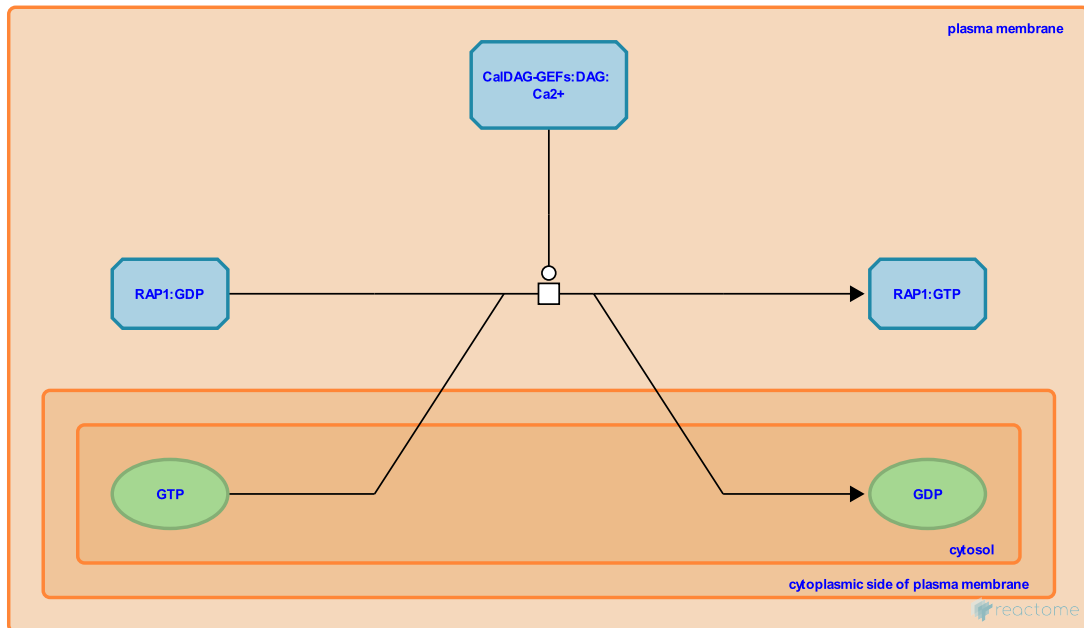 plasma membrane
CalDAG-GEFs:DAG:
Ca2+
RAP1:GDP
RAP1:GTP
GTP
GDP
cytosol
cytoplasmic side of plasma membrane
reactome